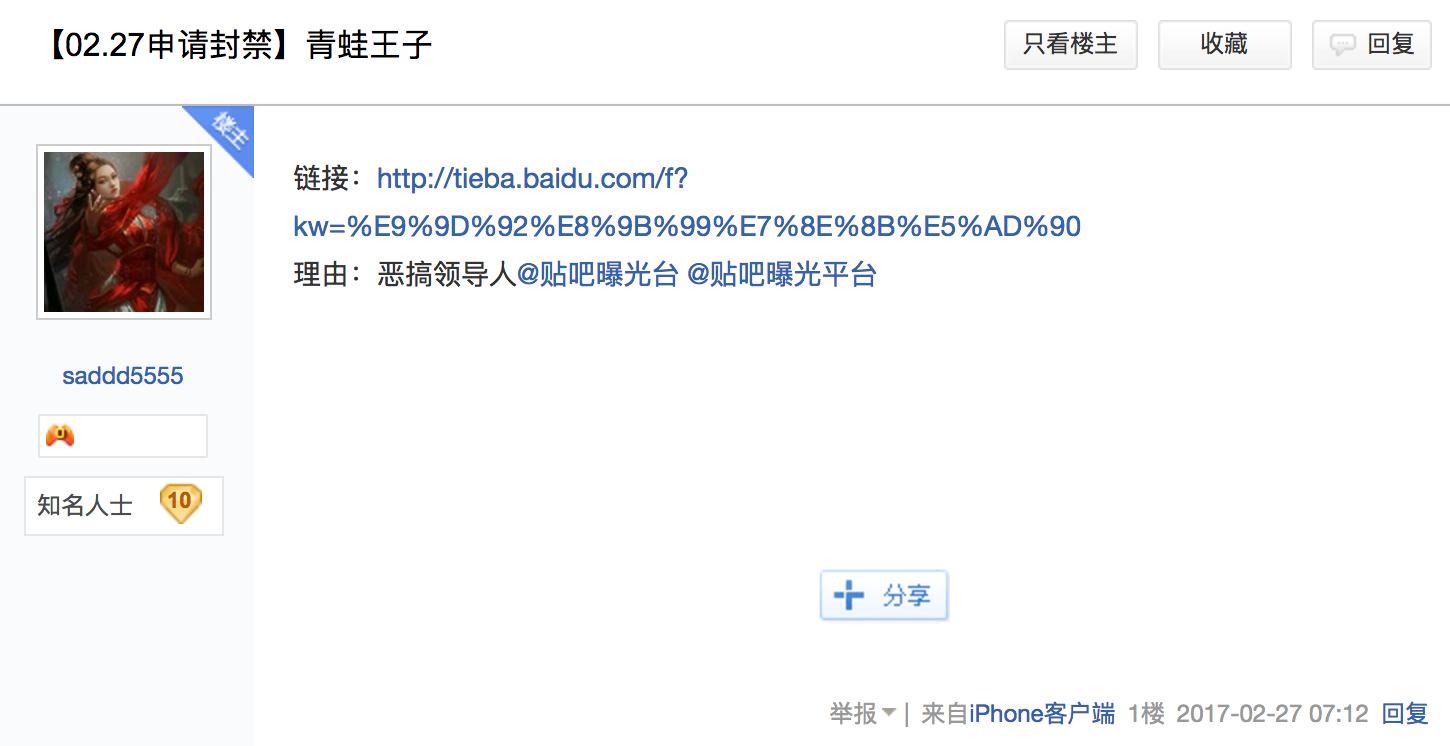 【02.27申请封禁】青蛙王子
只看楼主
收藏
回复
楼主
链接：http://tieba.baidu.com/f?
kw=%E9%9D%92%E8%9B%99%E7%8E%8B%E5%AD%90
理由：恶搞领导人@贴吧曝光台 @贴吧曝光平台
saddd5555
知名人士 10
分享
举报 | 来自iPhone客户端 1楼 2017-02-27 07:12 回复